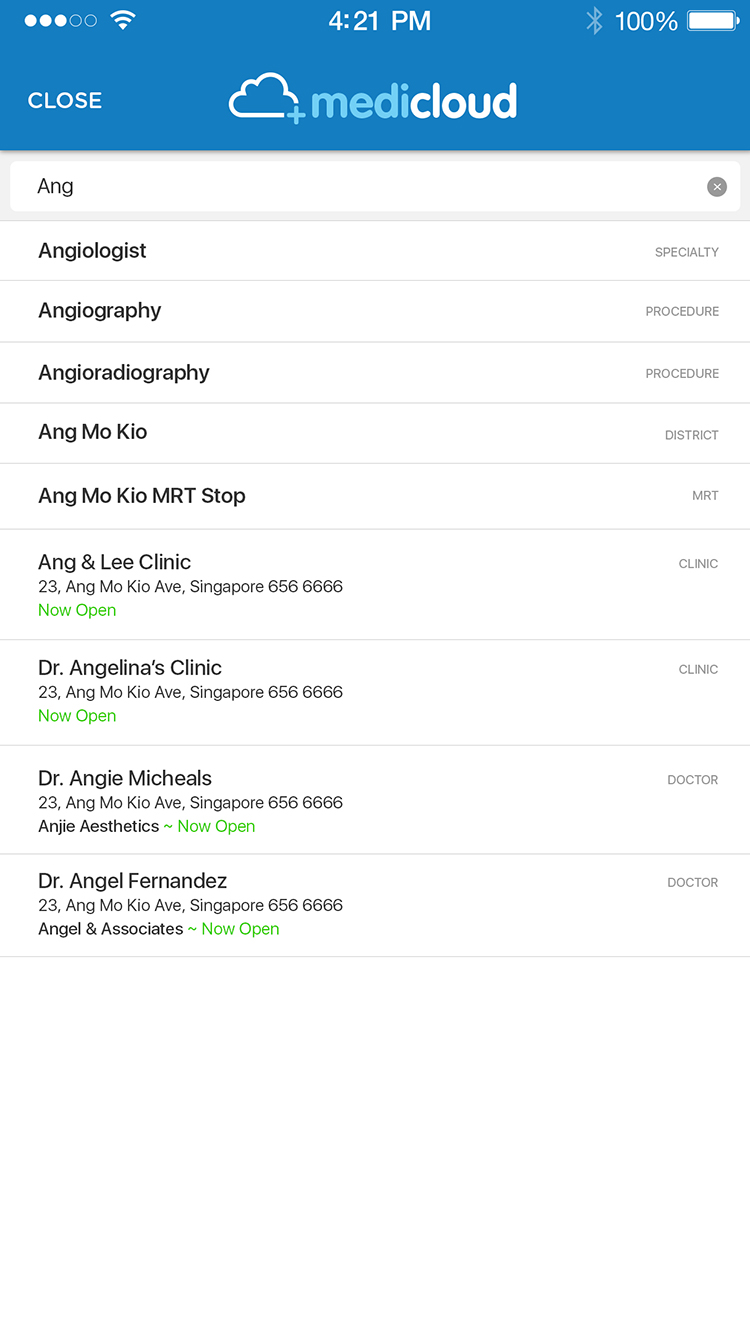 4:21 PM 100%
CLOSE medicloud
Ang
Angiologist SPECIALTY
Angiography PROCEDURE
Angioradiography PROCEDURE
Ang Mo Kio DISTRICT
Ang Mo Kio MRT Stop MRT
Ang & Lee Clinic CLINIC
23, Ang Mo Kio Ave, Singapore 656 6666
Now Open
Dr. Angelina’s Clinic CLINIC
23, Ang Mo Kio Ave, Singapore 656 6666
Now Open
Dr. Angie Micheals DOCTOR
23, Ang Mo Kio Ave, Singapore 656 6666
Anjie Aesthetics ~ Now Open
Dr. Angel Fernandez DOCTOR
23, Ang Mo Kio Ave, Singapore 656 6666
Angel & Associates ~ Now Open